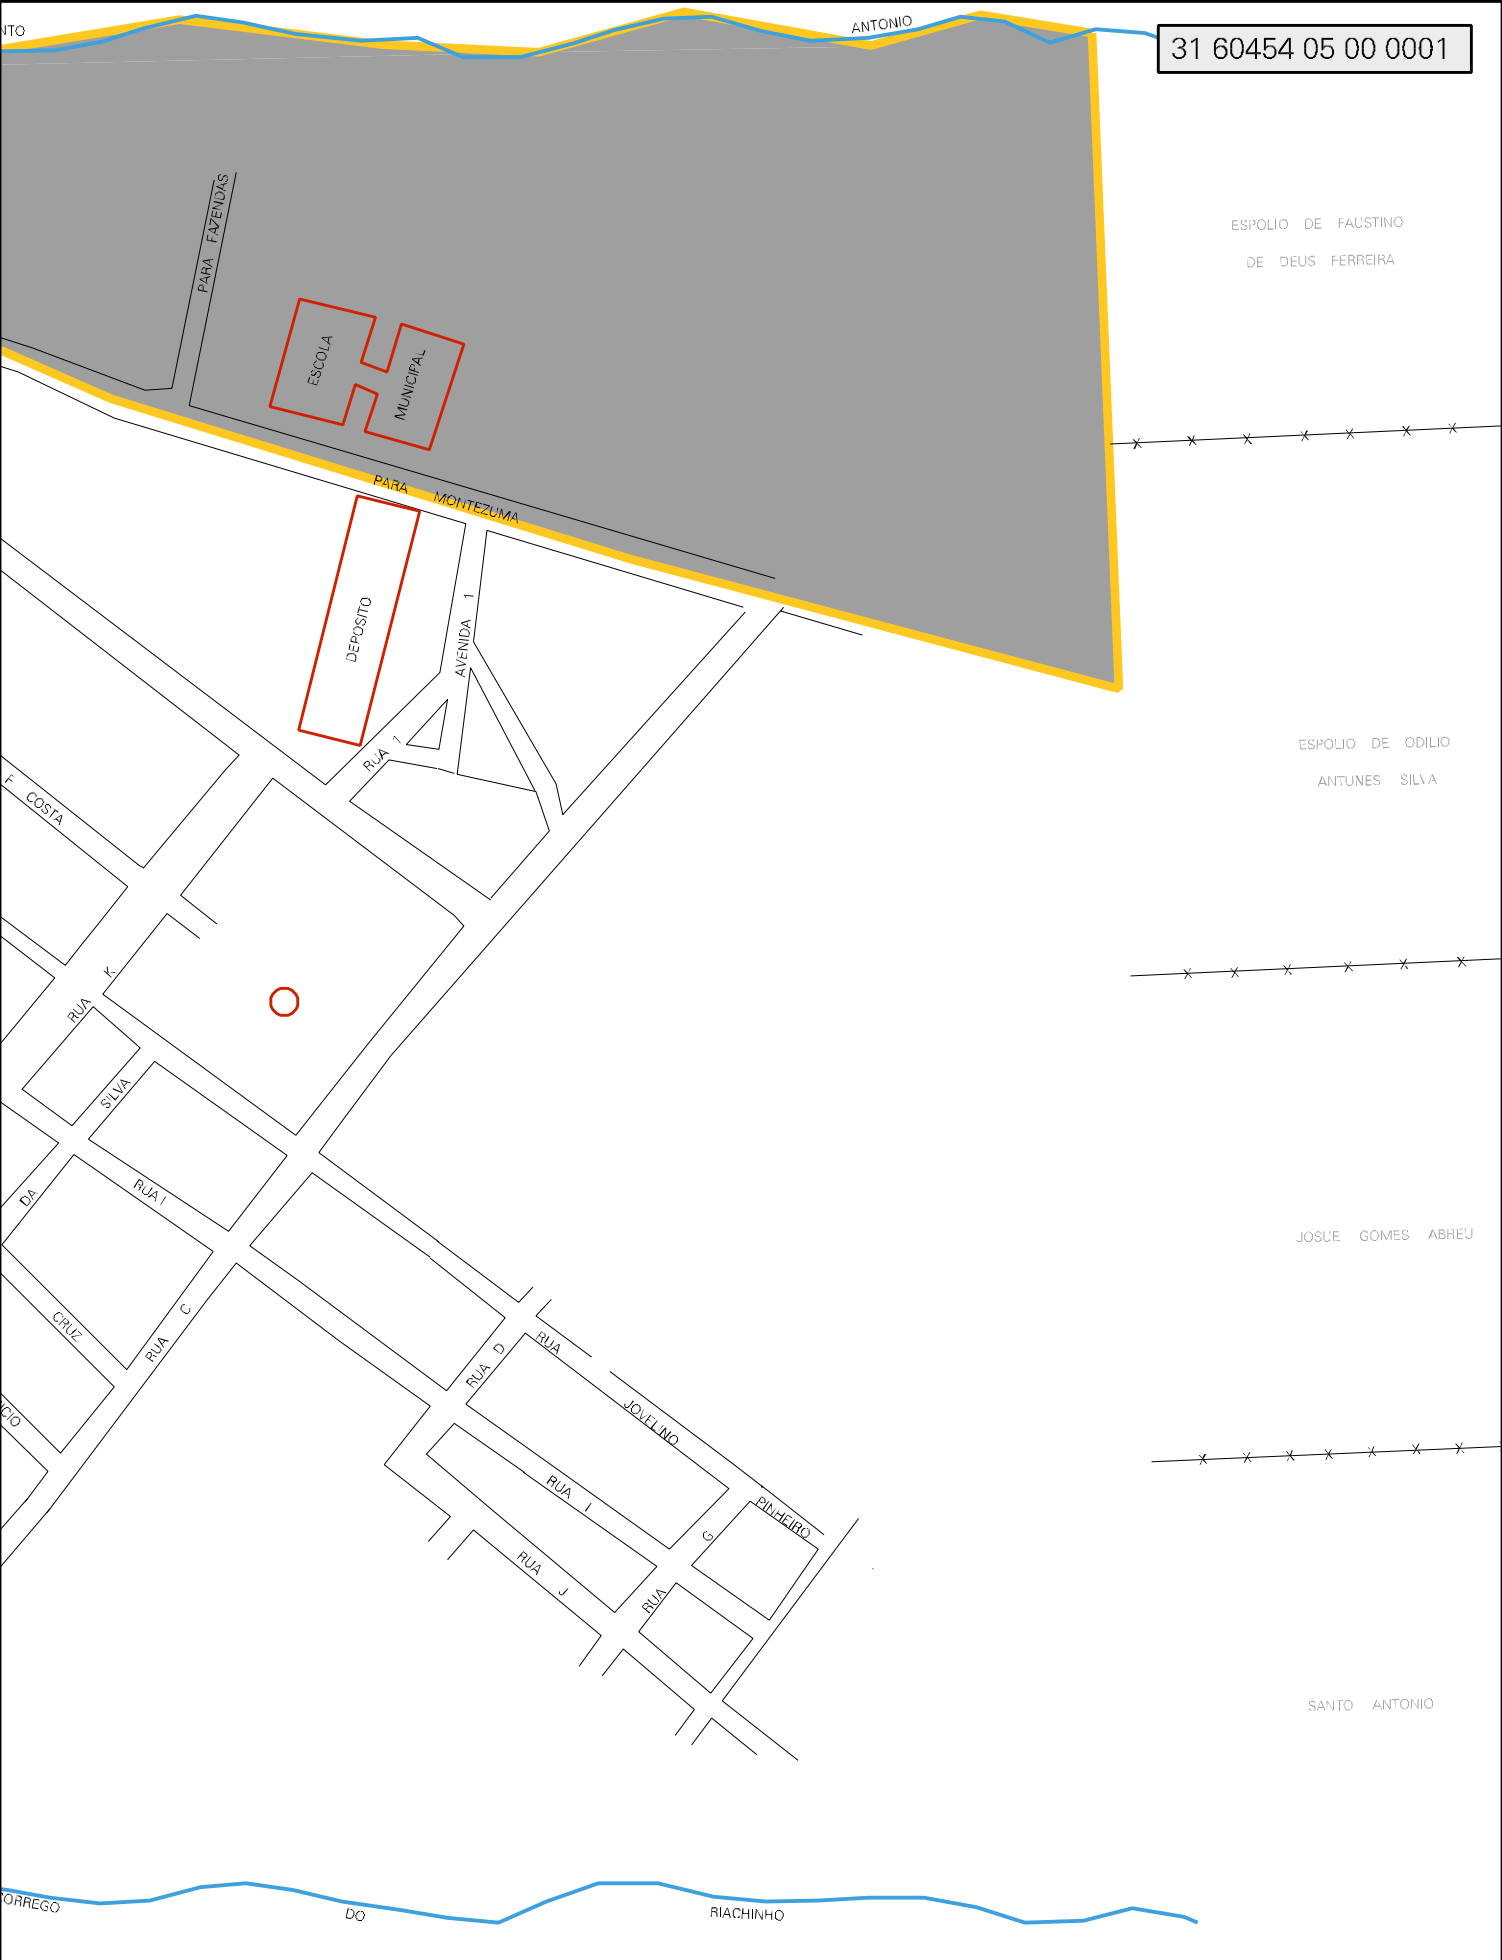 NTO
ANTONIO
31 60454 05 00 0001
PARA FAZENDAS
ESPOLIO DE FAUSTINO
DE DEUS FERREIRA
ESCOLA
MUNICIPAL
PARA MONTEZUMA
DEPOSITO
AVENIDA 1
RUA 1
ESPOLIO DE ODILIO
ANTUNES SILVA
F COSTA
RUA K
SILVA
DA
RUA I
JOSUE GOMES ABREU
CRUZ
RUA C
RUA D
RUA JOVELINO PINHEIRO
CIO
RUA I
RUA G
RUA J
SANTO ANTONIO
CORREGO DO RIACHINHO